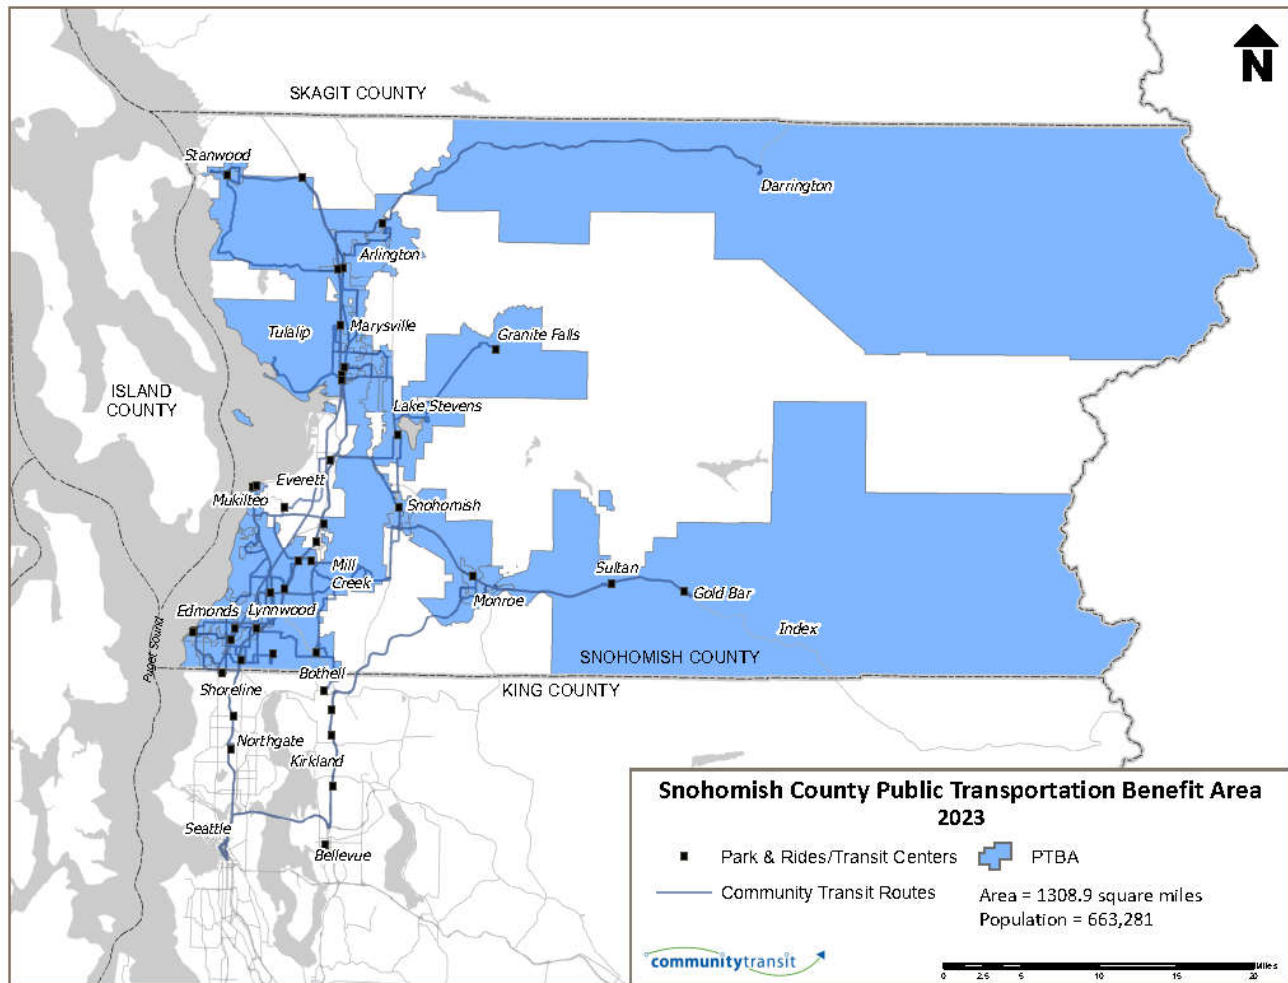 N
SKAGIT COUNTY
Stanwood
Darrington
Arlington
Tulalip
Marysville
Granite Falls
ISLAND
COUNTY
Lake Stevens
Everett
Mukilteo
Snohomish
Mill
Creek
Sultan
Gold Bar
Monroe
Edmonds
Lynnwood
Index
Puget Sound
SNOHOMISH COUNTY
Bothell
Shoreline
KING COUNTY
Northgate
Kirkland
Seattle
Bellevue
Snohomish County Public Transportation Benefit Area
2023
Park & Rides/Transit Centers
PTBA
Community Transit Routes
Area = 1308.9 square miles
Population = 663,281
communitytransit
Miles
0 2.5 5 10 15 20